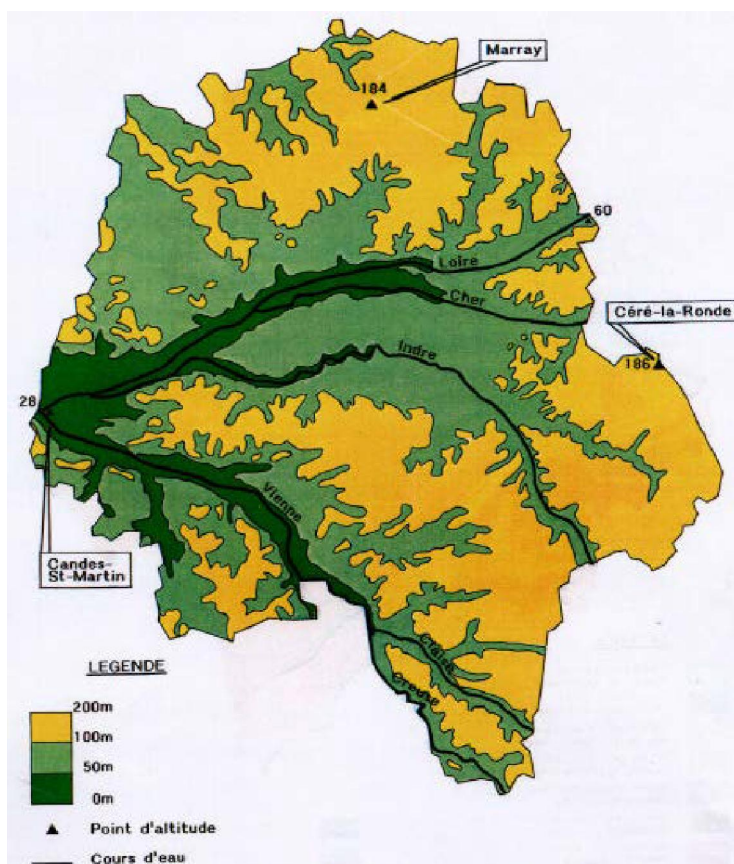 Marray
184
60
Loire
Cher
Céré-la-Ronde
186
Indre
28
Vienne
Candes-
St-Martin
Claise
Creuse
LEGENDE
200m
100m
50m
0m
Point d'altitude
Cours d'eau